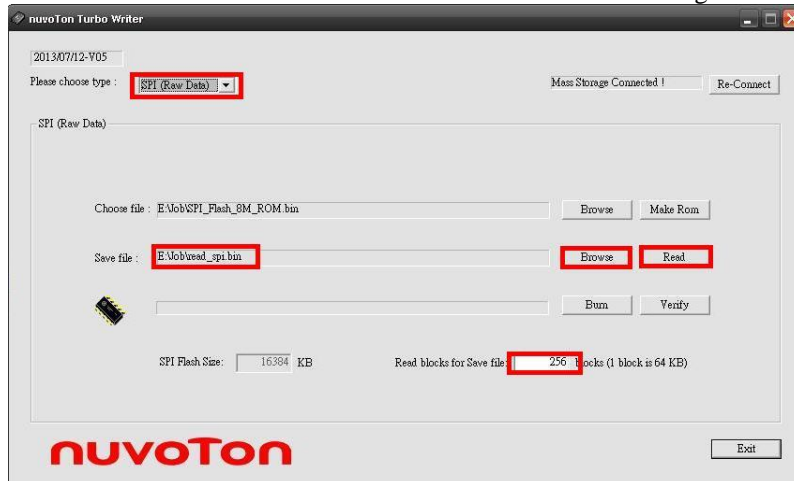 nuvoTon Turbo Writer
2013/07/12-V05
Please choose type : SPI (Raw Data) Mass Storage Connected ! Re-Connect
SPI (Raw Data)
Choose file : E:\Job\SPI_Flash_8M_ROM.bin Browse Make Rom
Save file : E:\Job\read_spi.bin Browse Read
Burn Verify
SPI Flash Size: 16384 KB Read blocks for Save file: 256 blocks (1 block is 64 KB)
nuvoTon Exit